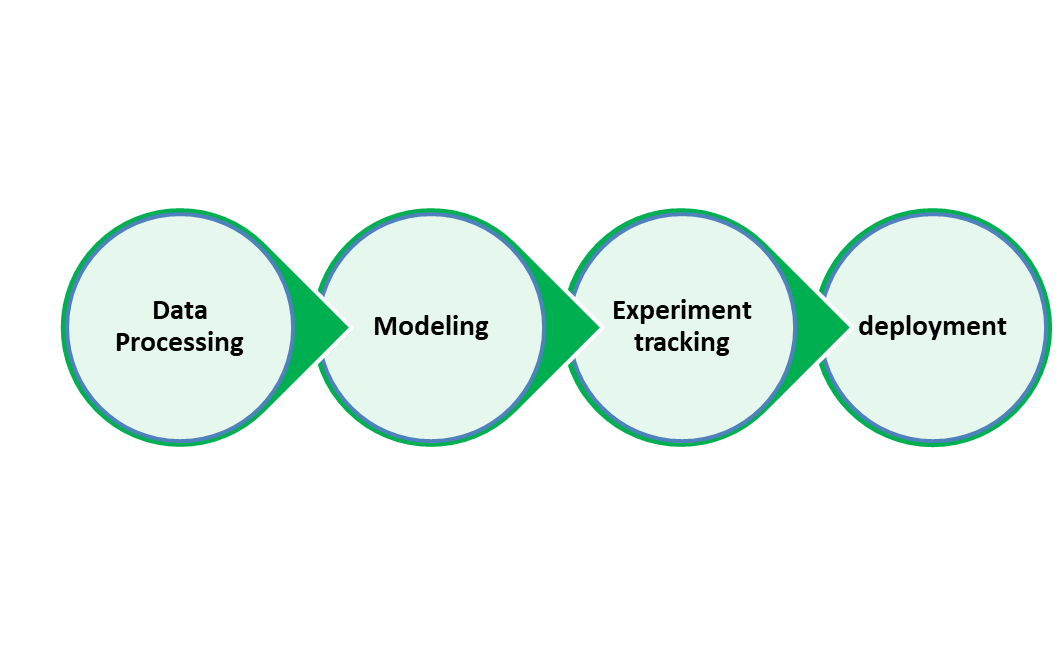 Data
Processing
Modeling
Experiment
tracking
deployment